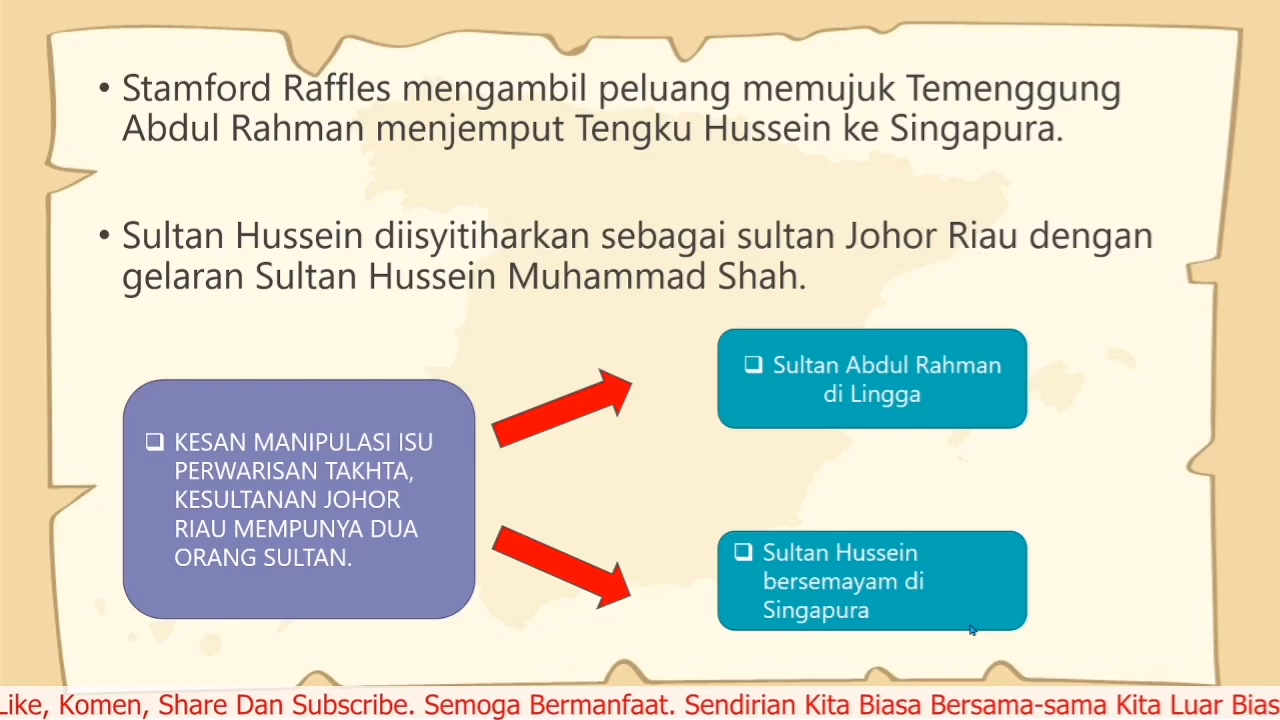 • Stamford Raffles mengambil peluang memujuk Temenggung
Abdul Rahman menjemput Tengku Hussein ke Singapura.
• Sultan Hussein diisyitiharkan sebagai sultan Johor Riau dengan
gelaran Sultan Hussein Muhammad Shah.
❑ KESAN MANIPULASI ISU
PERWARISAN TAKHTA,
KESULTANAN JOHOR
RIAU MEMPUNYA DUA
ORANG SULTAN.
❑ Sultan Abdul Rahman
di Lingga
❑ Sultan Hussein
bersemayam di
Singapura
Like, Komen, Share Dan Subscribe. Semoga Bermanfaat. Sendirian Kita Biasa Bersama-sama Kita Luar Bias